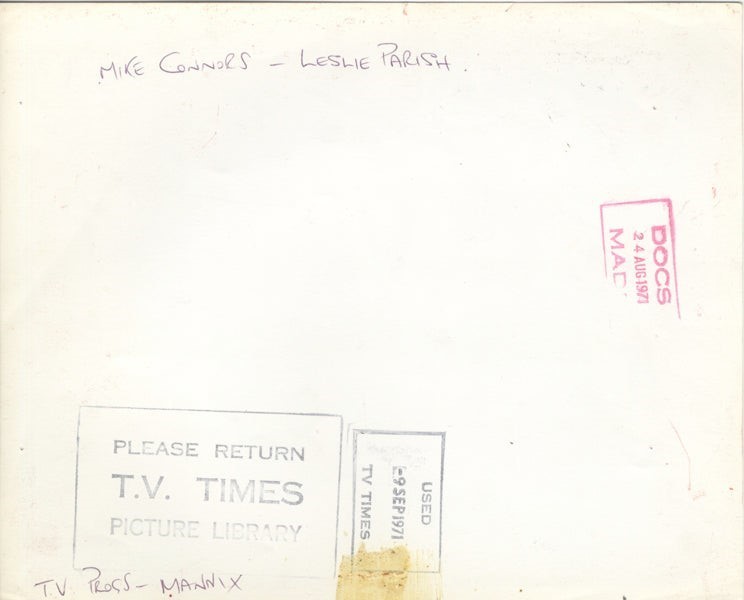 MIKE CONNORS - LESLIE PARISH.
DOCS
24 AUG 1971
MAD
PLEASE RETURN
T.V. TIMES
PICTURE LIBRARY
USED
-9 SEP 1971
TV TIMES
T.V. PROGS - MANNIX